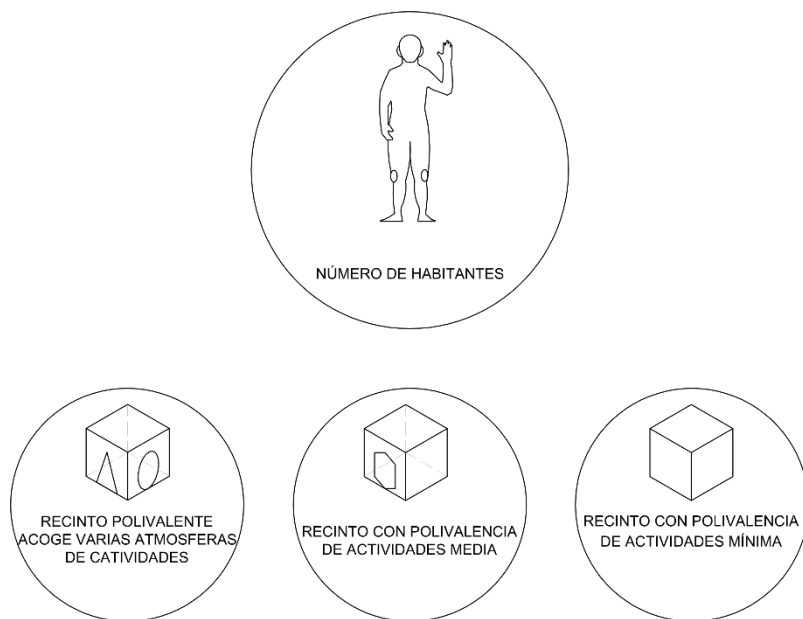 NÚMERO DE HABITANTES
RECINTO POLIVALENTE
ACOGE VARIAS ATMOSFERAS
DE CATIVIDADES
RECINTO CON POLIVALENCIA
DE ACTIVIDADES MEDIA
RECINTO CON POLIVALENCIA
DE ACTIVIDADES MÍNIMA